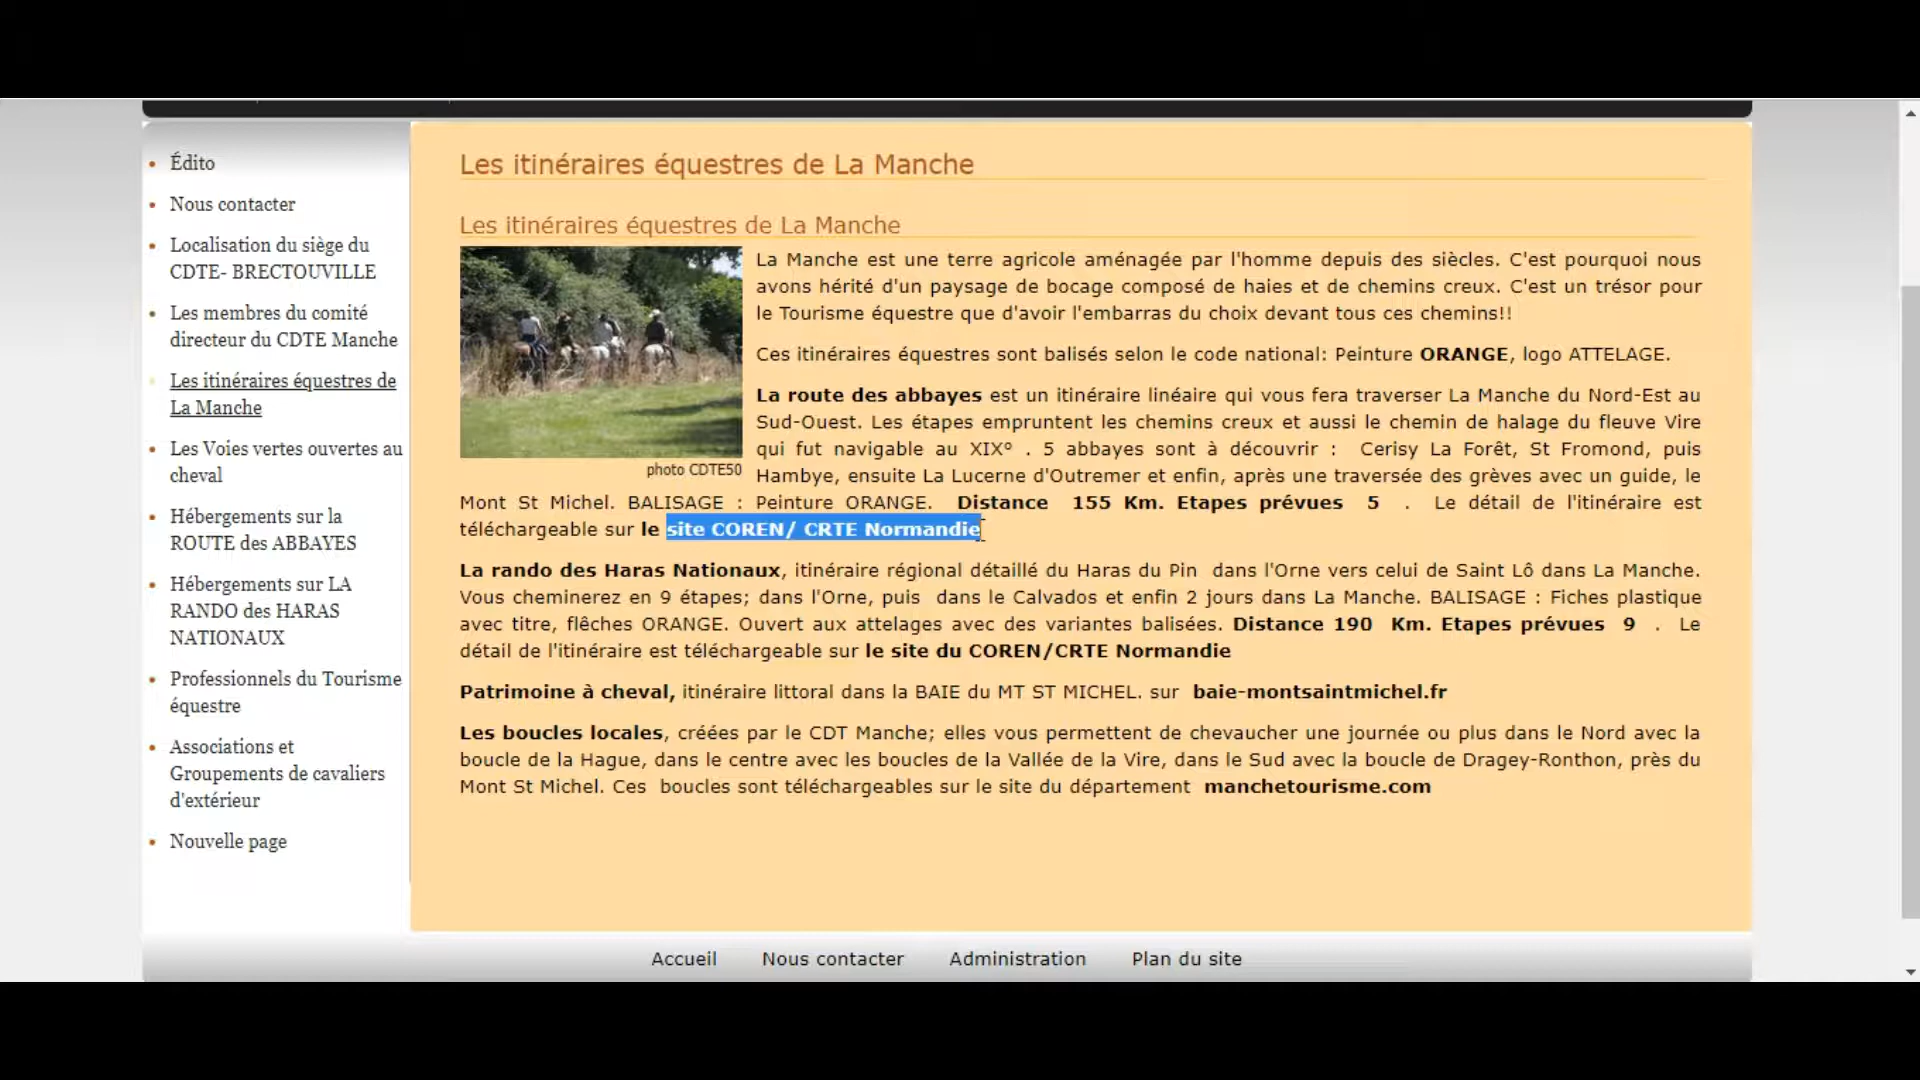 Édito
Nous contacter
Localisation du siège du
CDTE- BRECTOUVILLE
Les membres du comité
directeur du CDTE Manche
Les itinéraires équestres de
La Manche
Les Voies vertes ouvertes au
cheval
Hébergements sur la
ROUTE des ABBAYES
Hébergements sur LA
RANDO des HARAS
NATIONAUX
Professionnels du Tourisme
équestre
Associations et
Groupements de cavaliers
d'extérieur
Nouvelle page
Les itinéraires équestres de La Manche
Les itinéraires équestres de La Manche
La Manche est une terre agricole aménagée par l'homme depuis des siècles. C'est pourquoi nous
avons hérité d'un paysage de bocage composé de haies et de chemins creux. C'est un trésor pour
le Tourisme équestre que d'avoir l'embarras du choix devant tous ces chemins!!
Ces itinéraires équestres sont balisés selon le code national: Peinture ORANGE, logo ATTELAGE.
La route des abbayes est un itinéraire linéaire qui vous fera traverser La Manche du Nord-Est au
Sud-Ouest. Les étapes empruntent les chemins creux et aussi le chemin de halage du fleuve Vire
qui fut navigable au XIX° . 5 abbayes sont à découvrir : Cerisy La Forêt, St Fromond, puis
photo CDTE50
Hambye, ensuite La Lucerne d'Outremer et enfin, après une traversée des grèves avec un guide, le
Mont St Michel. BALISAGE : Peinture ORANGE. Distance 155 Km. Etapes prévues 5 . Le détail de l'itinéraire est
téléchargeable sur le site COREN/ CRTE Normandie
La rando des Haras Nationaux, itinéraire régional détaillé du Haras du Pin dans l'Orne vers celui de Saint Lô dans La Manche.
Vous cheminerez en 9 étapes; dans l'Orne, puis dans le Calvados et enfin 2 jours dans La Manche. BALISAGE : Fiches plastique
avec titre, flêches ORANGE. Ouvert aux attelages avec des variantes balisées. Distance 190 Km. Etapes prévues 9 . Le
détail de l'itinéraire est téléchargeable sur le site du COREN/CRTE Normandie
Patrimoine à cheval, itinéraire littoral dans la BAIE du MT ST MICHEL. sur baie-montsaintmichel.fr
Les boucles locales, créées par le CDT Manche; elles vous permettent de chevaucher une journée ou plus dans le Nord avec la
boucle de la Hague, dans le centre avec les boucles de la Vallée de la Vire, dans le Sud avec la boucle de Dragey-Ronthon, près du
Mont St Michel. Ces boucles sont téléchargeables sur le site du département manchetourisme.com
Accueil Nous contacter Administration Plan du site